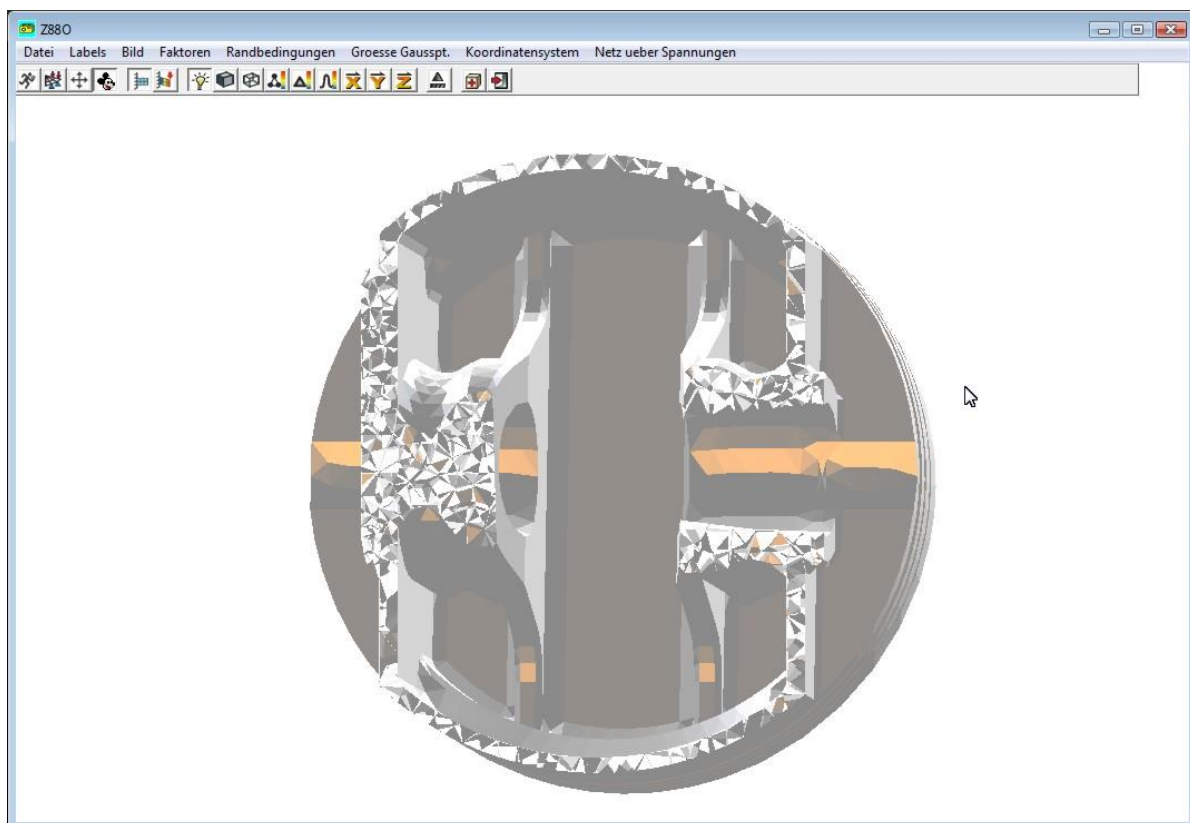 Z88O
Datei Labels Bild Faktoren Randbedingungen Groesse Gausspt. Koordinatensystem Netz ueber Spannungen
X Y Z